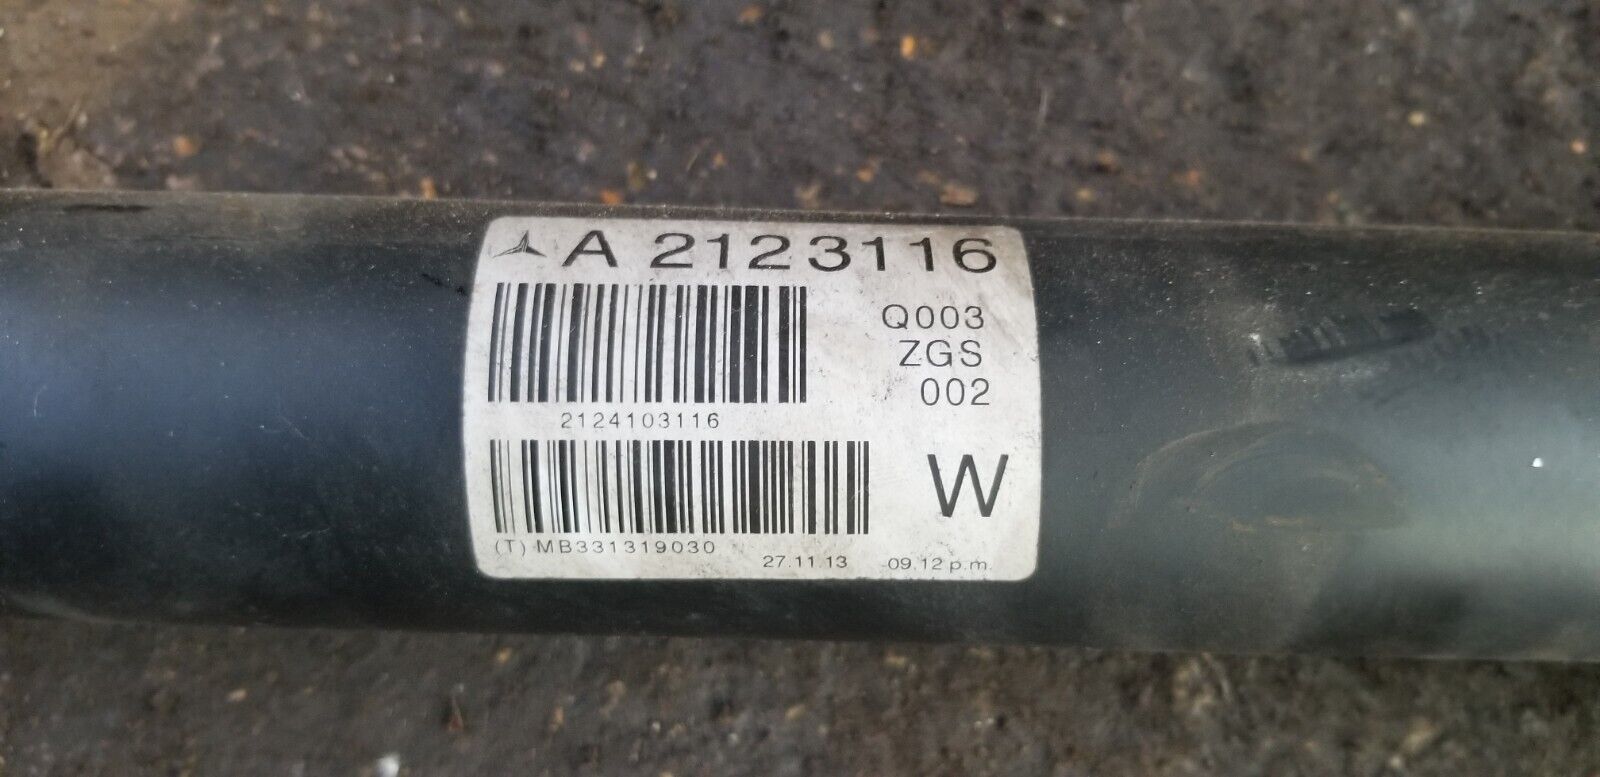 A 2123116
Q003
ZGS
002
2124103116
W
(T) MB331319030
27.11.13 09.12 p.m.